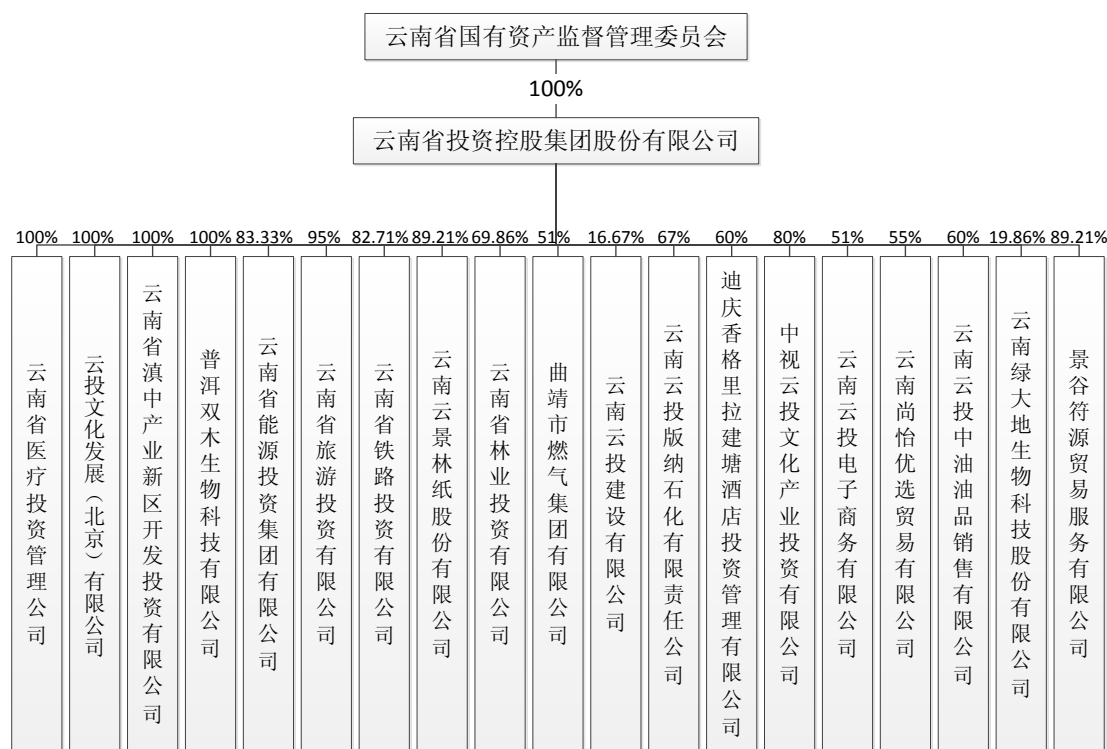 云南省国有资产监督管理委员会
100%
云南省投资控股集团股份有限公司
100% 100% 100% 100% 83.33% 95% 82.71% 89.21% 69.86% 51% 16.67% 67% 60% 80% 51% 55% 60% 19.86% 89.21%
云南省医疗投资管理公司
云投文化发展（北京）有限公司
云南省滇中产业新区开发投资有限公司
普洱双木生物科技有限公司
云南省能源投资集团有限公司
云南省旅游投资有限公司
云南省铁路投资有限公司
云南云景林纸股份有限公司
云南省林业投资有限公司
曲靖市燃气集团有限公司
云南云投建设有限公司
云南云投版纳石化有限责任公司
迪庆香格里拉建塘酒店投资管理有限公司
中视云投文化产业投资有限公司
云南云投电子商务有限公司
云南尚怡优选贸易有限公司
云南云投中油油品销售有限公司
云南绿大地生物科技股份有限公司
景谷符源贸易服务有限公司